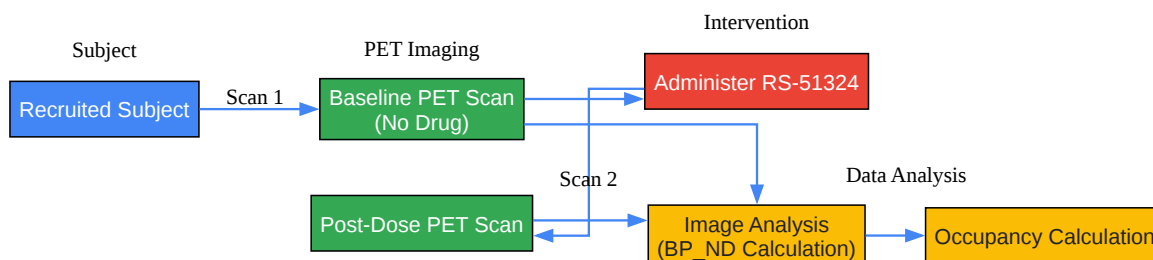 Intervention
Subject
PET Imaging
Recruited Subject
Scan 1
Baseline PET Scan
(No Drug)
Administer RS-51324
Scan 2
Data Analysis
Post-Dose PET Scan
Image Analysis
(BP_ND Calculation)
Occupancy Calculation